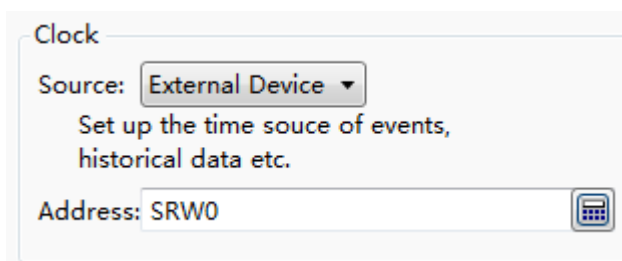 Clock
Source: External Device
Set up the time souce of events,
historical data etc.
Address: SRW0